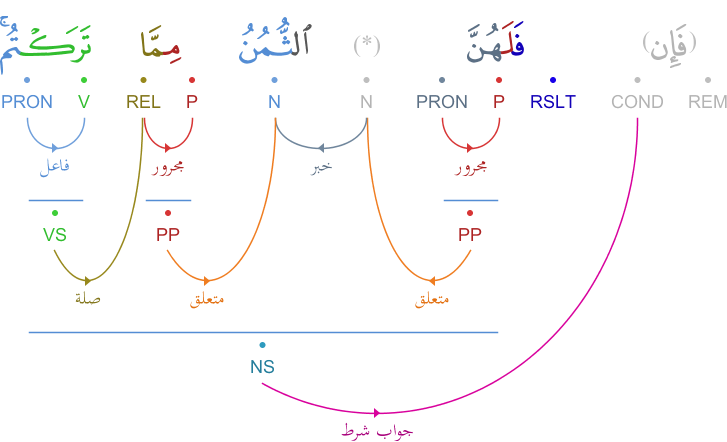 (فَإِن) فَلَهُنَّ (*) ٱلثُّمُنُ مِمَّا تَرَكْتُمۚ
PRON V REL P N N PRON P RSLT COND REM
فاعل مجرور خبر مجرور
VS PP PP
صلة متعلق متعلق
NS
جواب شرط